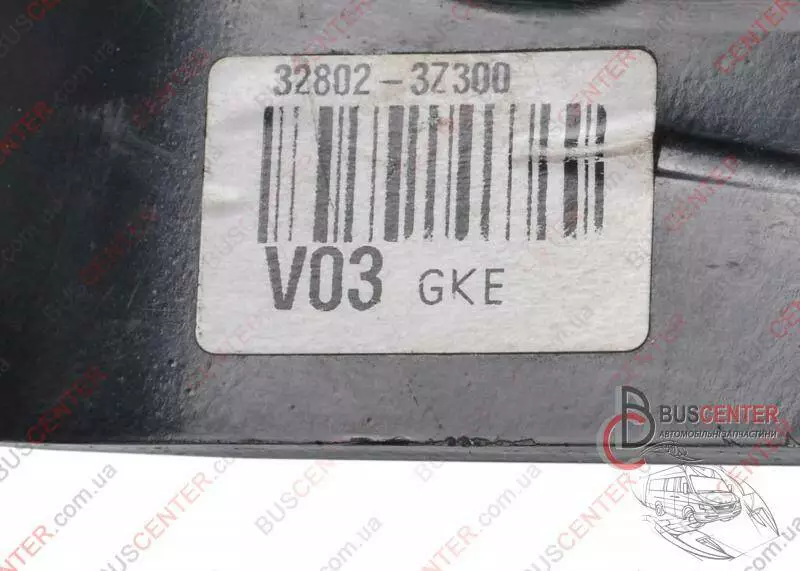 32802-3Z300
V03 GKE
BUSCENTER
АВТОМОБІЛЬНІ ЗАПЧАСТИНИ
BUSCENTER.com.ua